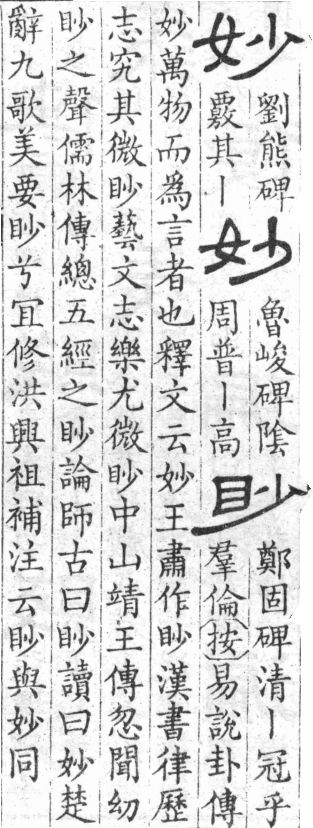 妙
劉熊碑
覈其丨
妙
魯峻碑陰
周普丨高
眇
鄭固碑清丨冠乎
羣倫按易說卦傳
妙萬物而為言者也釋文云妙王肅作眇漢書律歷
志究其微眇藝文志樂尤微眇中山靖王傳忽聞幼
眇之聲儒林傳總五經之眇論師古曰眇讀曰妙楚
辭九歌美要眇兮冝修洪興祖補注云眇與妙同